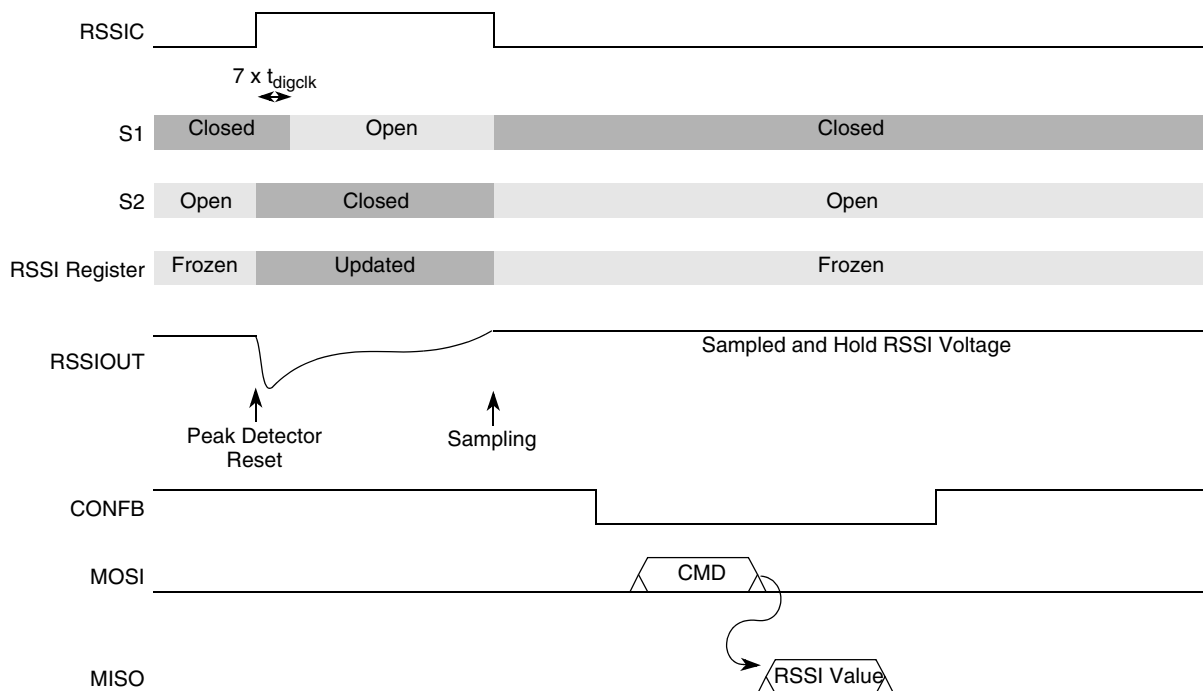 RSSIC
7 x tdigclk
S1 Closed Open Closed
S2 Open Closed Open
RSSI Register Frozen Updated Frozen
RSSIOUT Sampled and Hold RSSI Voltage
Peak Detector
Reset
Sampling
CONFB
MOSI CMD
MISO RSSI Value